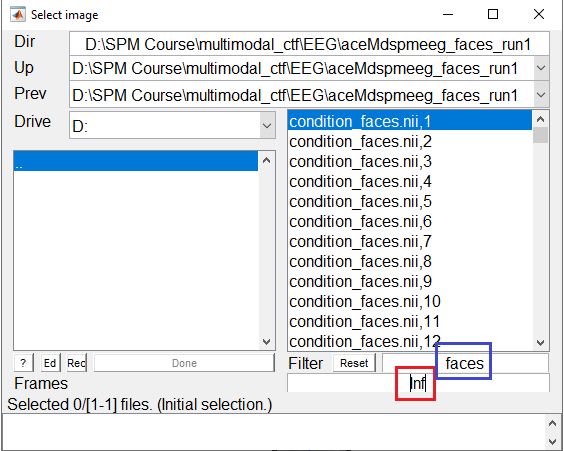 Select image
Dir D:\SPM Course\multimodal_ctf\EEG\aceMdspmeeg_faces_run1
Up D:\SPM Course\multimodal_ctf\EEG\aceMdspmeeg_faces_run1
Prev D:\SPM Course\multimodal_ctf\EEG\aceMdspmeeg_faces_run1
Drive D:
..
condition_faces.nii,1
condition_faces.nii,2
condition_faces.nii,3
condition_faces.nii,4
condition_faces.nii,5
condition_faces.nii,6
condition_faces.nii,7
condition_faces.nii,8
condition_faces.nii,9
condition_faces.nii,10
condition_faces.nii,11
condition_faces.nii,12
? Ed Rec Done Filter Reset faces
Frames Inf
Selected 0/[1-1] files. (Initial selection.)